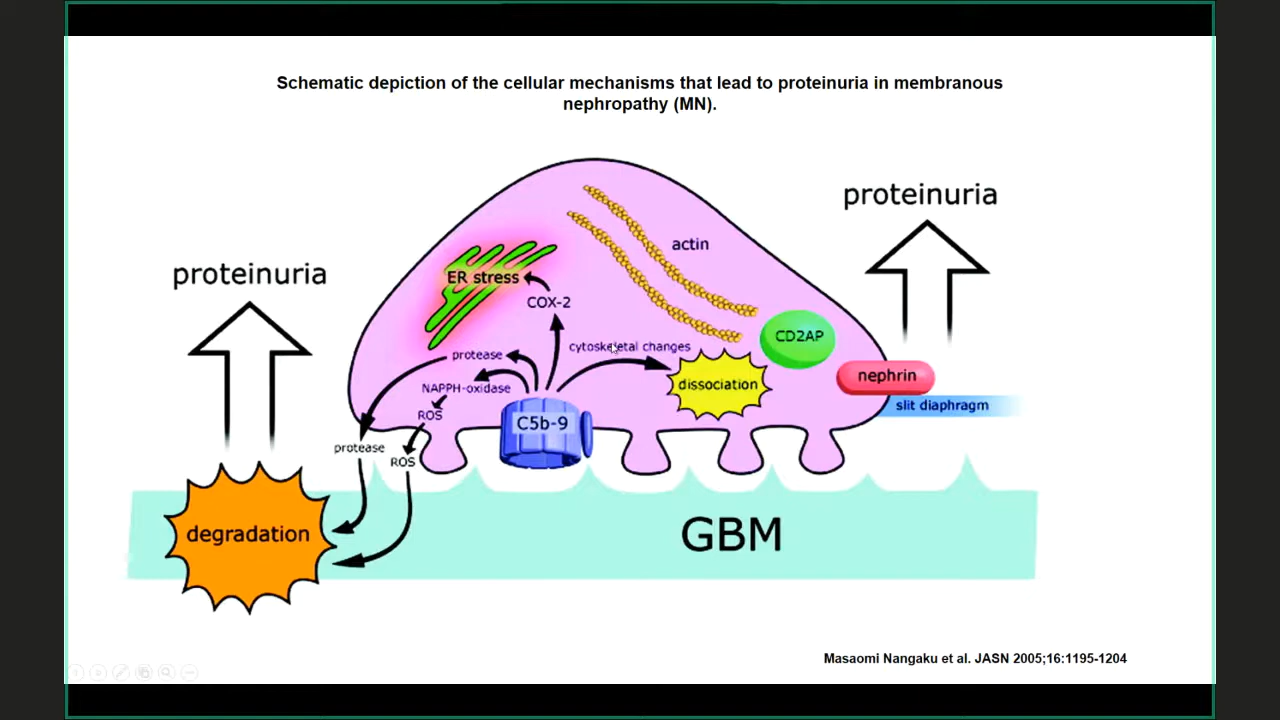 Schematic depiction of the cellular mechanisms that lead to proteinuria in membranous
nephropathy (MN).
proteinuria
proteinuria
actin
ER stress
COX-2
CD2AP
cytoskeletal changes
protease
nephrin
dissociation
NAPPH-oxidase
slit diaphragm
ROS
C5b-9
protease
ROS
degradation
GBM
Masaomi Nangaku et al. JASN 2005;16:1195-1204